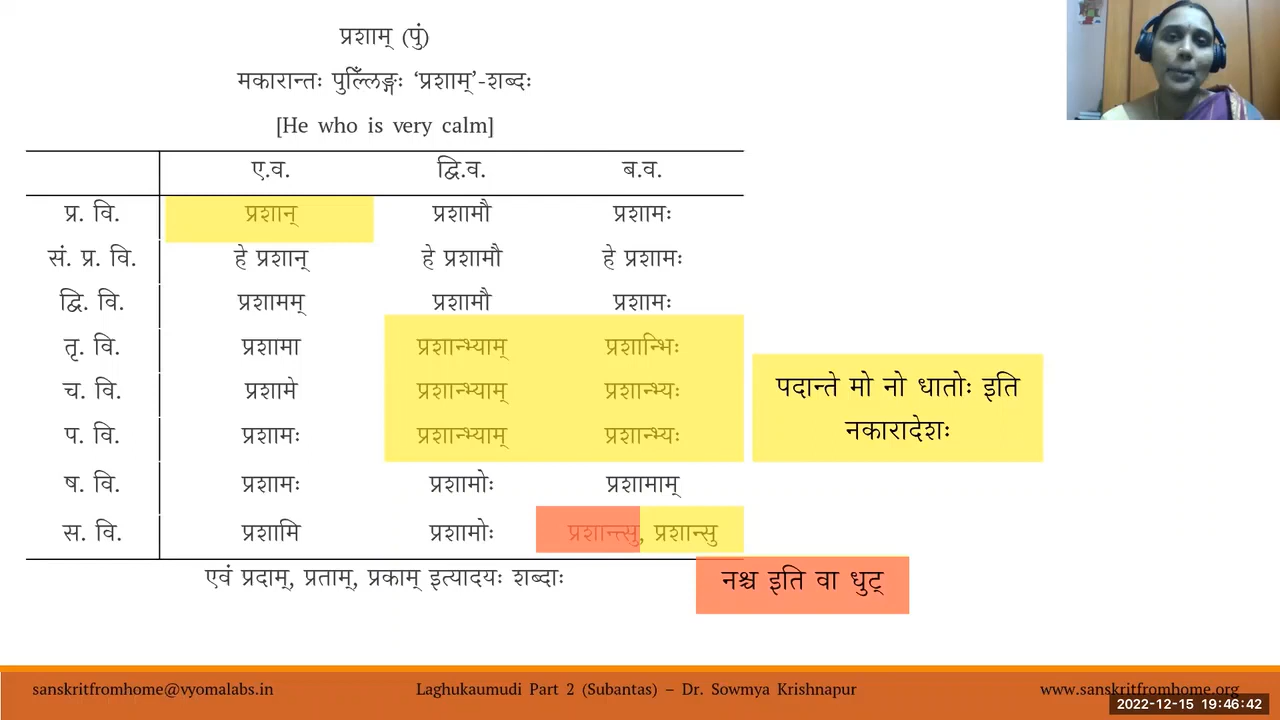 प्रशाम् (पुं)
मकारान्तः पुल्लिँङ्गः ‘प्रशाम्’-शब्दः
[He who is very calm]
ए.व. द्वि.व. ब.व.
प्र. वि. प्रशान् प्रशामौ प्रशामः
सं. प्र. वि. हे प्रशान् हे प्रशामौ हे प्रशामः
द्वि. वि. प्रशामम् प्रशामौ प्रशामः
तृ. वि. प्रशामा प्रशान्भ्याम् प्रशान्भिः
च. वि. प्रशामे प्रशान्भ्याम् प्रशान्भ्यः
प. वि. प्रशामः प्रशान्भ्याम् प्रशान्भ्यः
ष. वि. प्रशामः प्रशामोः प्रशामाम्
स. वि. प्रशामि प्रशामोः प्रशान्त्सु, प्रशान्सु
एवं प्रदाम्, प्रताम्, प्रकाम् इत्यादयः शब्दाः
पदान्ते मो नो धातोः इति
नकारादेशः
नश्च इति वा धुट्
sanskritfromhome@vyomalabs.in Laghukaumudi Part 2 (Subantas) – Dr. Sowmya Krishnapur www.sanskritfromhome.org
2022-12-15 19:46:42